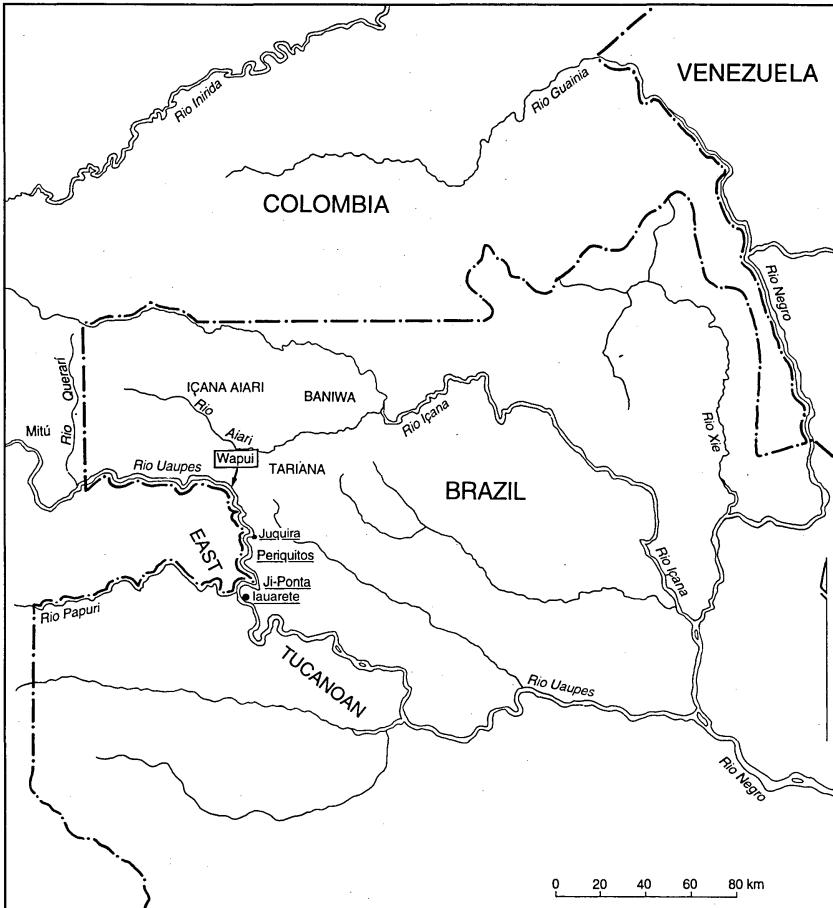 VENEZUELA
Rio Guainia
Rio Inirida
COLOMBIA
Rio Negro
Rio Querarí
IÇANA AIARI
BANIWA
Rio Aiari
Rio Içana
Mitú
Rio Xie
Wapui
TARIANA
Rio Uaupes
BRAZIL
EAST
Juquira
Periquitos
Rio Içana
Ji-Ponta
Iauarete
Rio Papuri
TUCANOAN
Rio Uaupes
Rio Negro
0 20 40 60 80 km